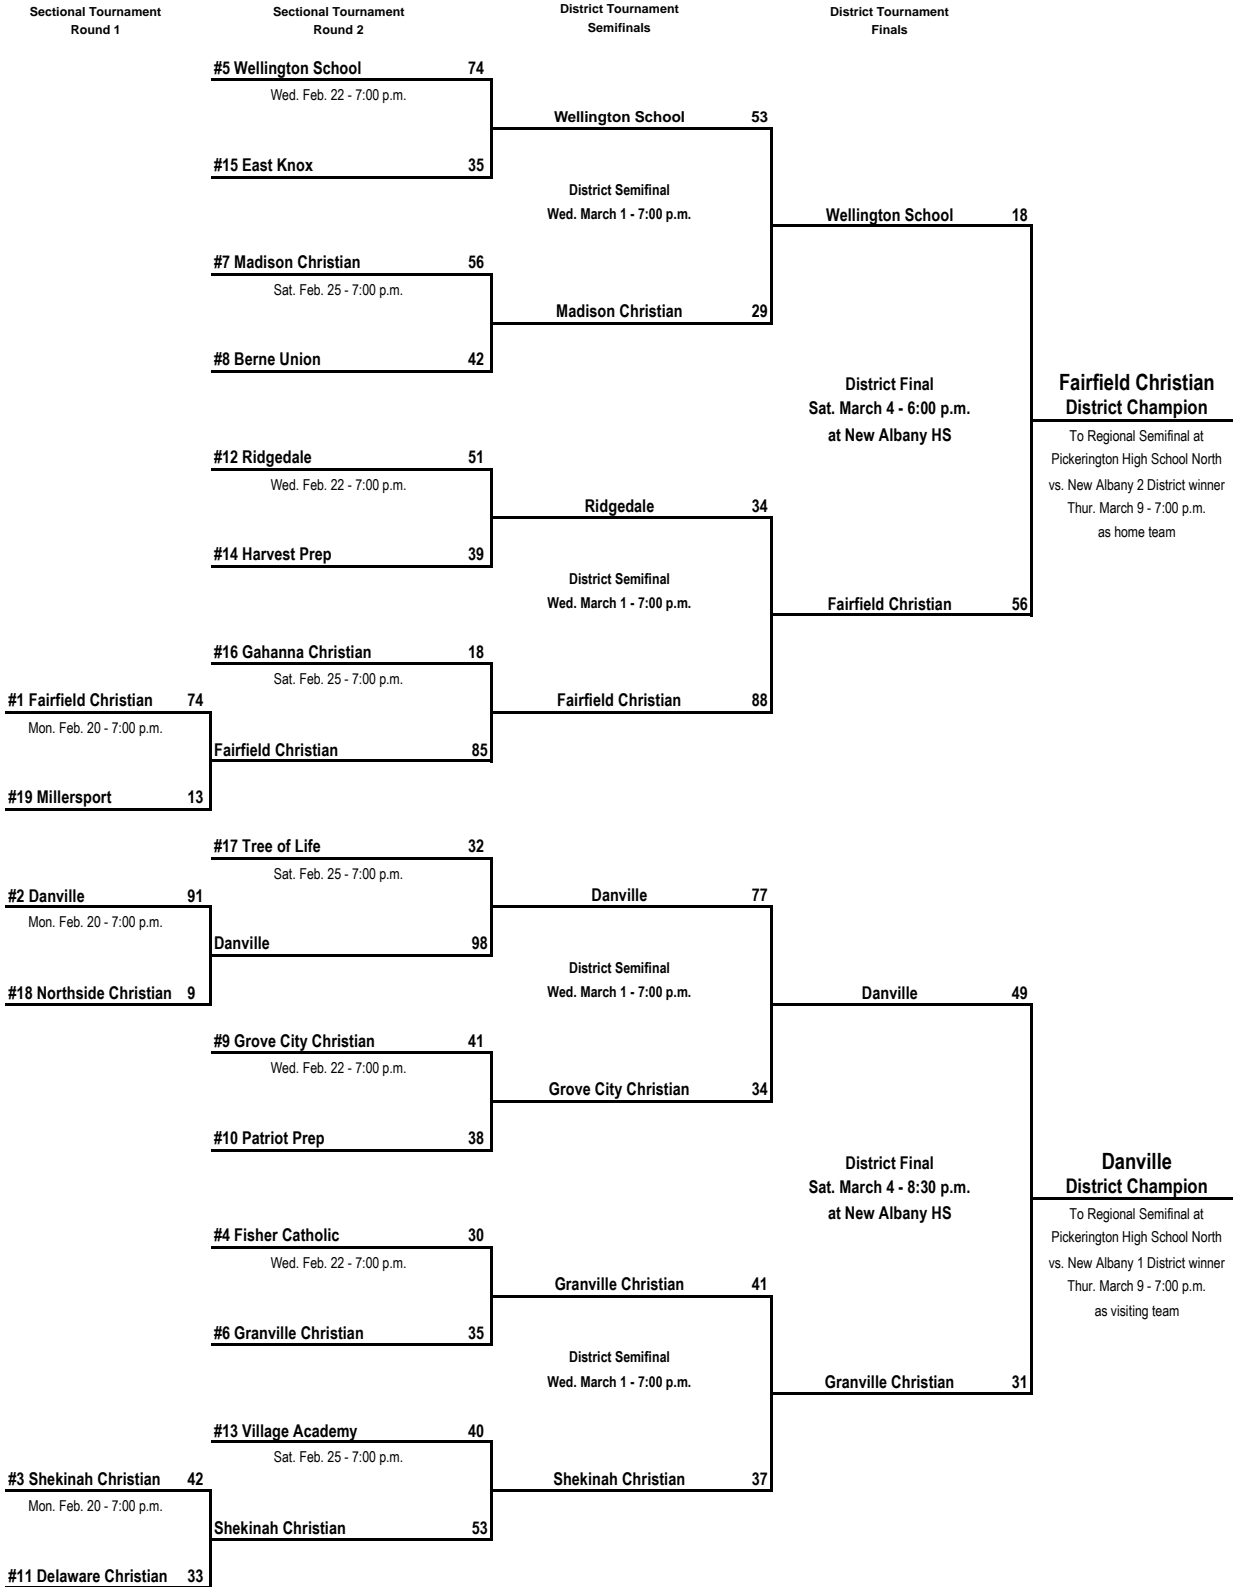 Sectional Tournament
Round 1
Sectional Tournament
Round 2
District Tournament
Semifinals
District Tournament
Finals
#5 Wellington School 74
Wed. Feb. 22 - 7:00 p.m.
Wellington School 53
#15 East Knox 35
District Semifinal
Wed. March 1 - 7:00 p.m.
Wellington School 18
#7 Madison Christian 56
Sat. Feb. 25 - 7:00 p.m.
Madison Christian 29
#8 Berne Union 42
District Final
Sat. March 4 - 6:00 p.m.
at New Albany HS
Fairfield Christian
District Champion
To Regional Semifinal at
Pickerington High School North
vs. New Albany 2 District winner
Thur. March 9 - 7:00 p.m.
as home team
#12 Ridgedale 51
Wed. Feb. 22 - 7:00 p.m.
Ridgedale 34
#14 Harvest Prep 39
District Semifinal
Wed. March 1 - 7:00 p.m.
Fairfield Christian 56
#16 Gahanna Christian 18
Sat. Feb. 25 - 7:00 p.m.
#1 Fairfield Christian 74
Mon. Feb. 20 - 7:00 p.m.
Fairfield Christian 88
Fairfield Christian 85
#19 Millersport 13
#17 Tree of Life 32
Sat. Feb. 25 - 7:00 p.m.
#2 Danville 91
Mon. Feb. 20 - 7:00 p.m.
Danville 77
Danville 98
#18 Northside Christian 9
District Semifinal
Wed. March 1 - 7:00 p.m.
Danville 49
#9 Grove City Christian 41
Wed. Feb. 22 - 7:00 p.m.
Grove City Christian 34
#10 Patriot Prep 38
District Final
Sat. March 4 - 8:30 p.m.
at New Albany HS
Danville
District Champion
To Regional Semifinal at
Pickerington High School North
vs. New Albany 1 District winner
Thur. March 9 - 7:00 p.m.
as visiting team
#4 Fisher Catholic 30
Wed. Feb. 22 - 7:00 p.m.
Granville Christian 41
#6 Granville Christian 35
District Semifinal
Wed. March 1 - 7:00 p.m.
Granville Christian 31
#13 Village Academy 40
Sat. Feb. 25 - 7:00 p.m.
#3 Shekinah Christian 42
Mon. Feb. 20 - 7:00 p.m.
Shekinah Christian 37
Shekinah Christian 53
#11 Delaware Christian 33